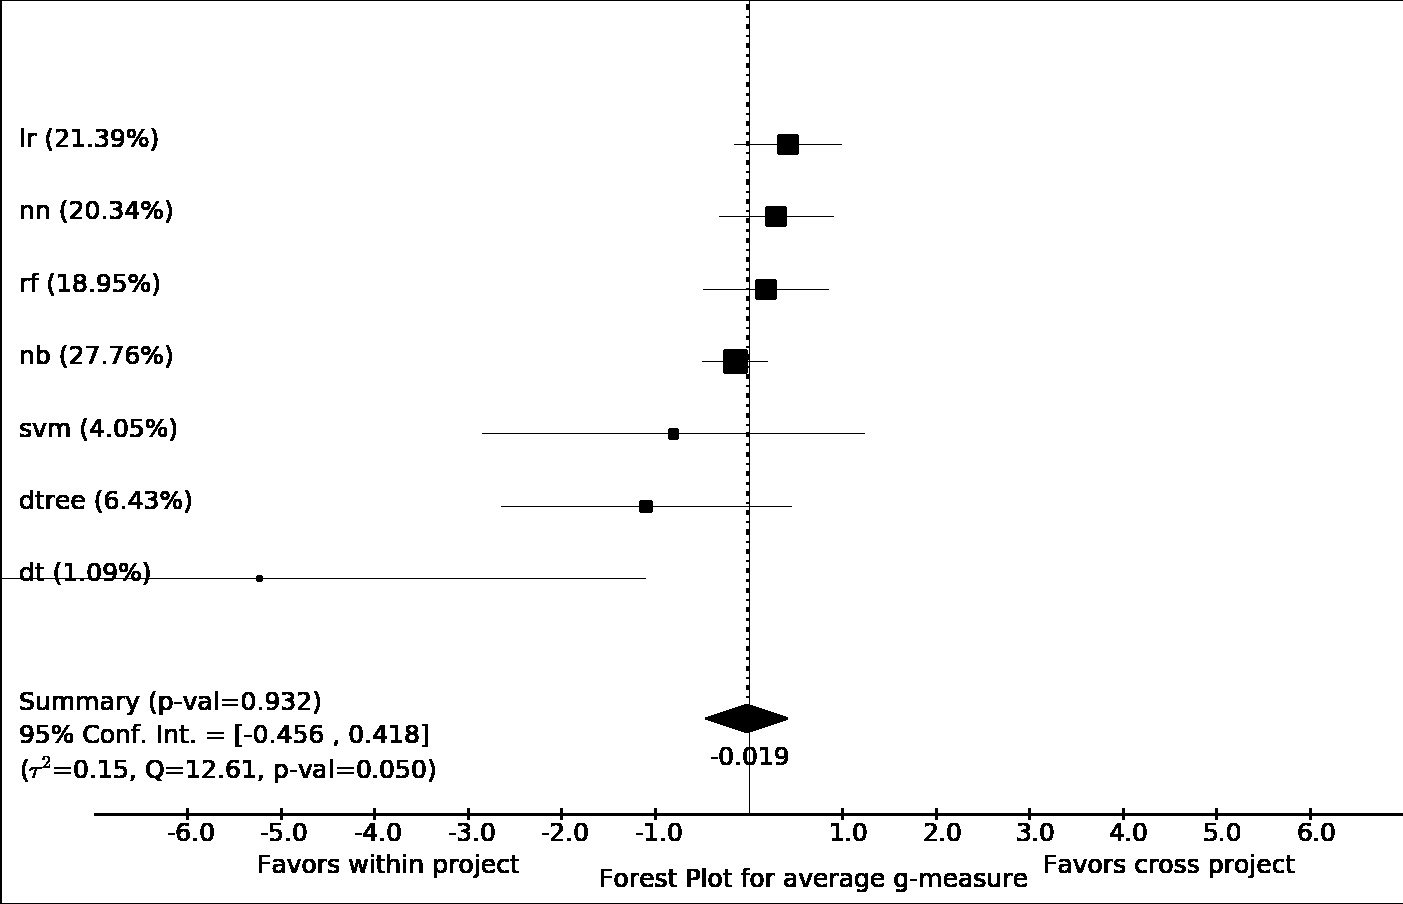 lr (21.39%)
nn (20.34%)
rf (18.95%)
nb (27.76%)
svm (4.05%)
dtree (6.43%)
dt (1.09%)
Summary (p-val=0.932)
95% Conf. Int. = [-0.456 , 0.418]
(τ²=0.15, Q=12.61, p-val=0.050)
-0.019
-6.0 -5.0 -4.0 -3.0 -2.0 -1.0 1.0 2.0 3.0 4.0 5.0 6.0
Favors within project
Forest Plot for average g-measure
Favors cross project